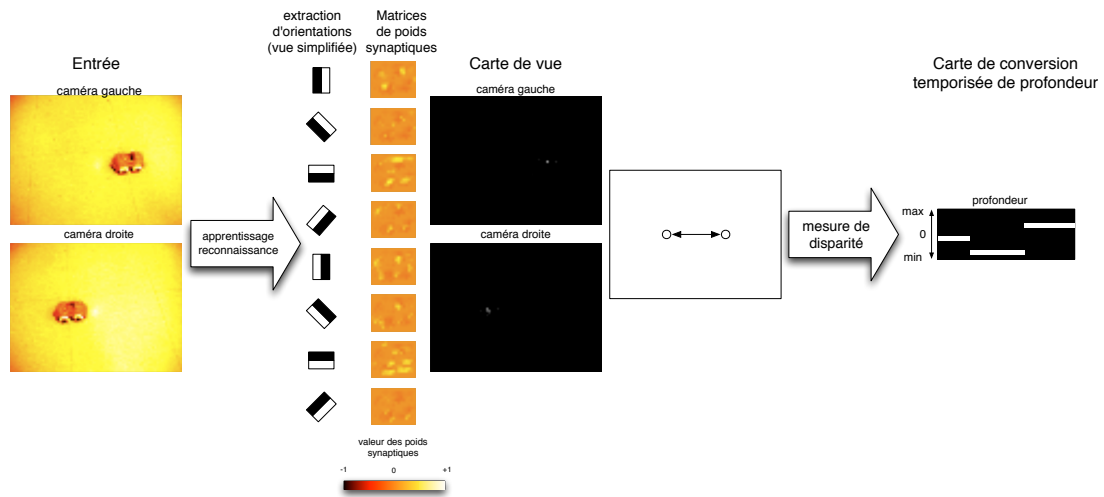 Entrée
caméra gauche
caméra droite
apprentissage
reconnaissance
extraction
d'orientations
(vue simplifiée)
Matrices
de poids
synaptiques
valeur des poids
synaptiques
-1
0
+1
Carte de vue
caméra gauche
caméra droite
mesure de
disparité
Carte de conversion
temporisée de profondeur
profondeur
max
0
min